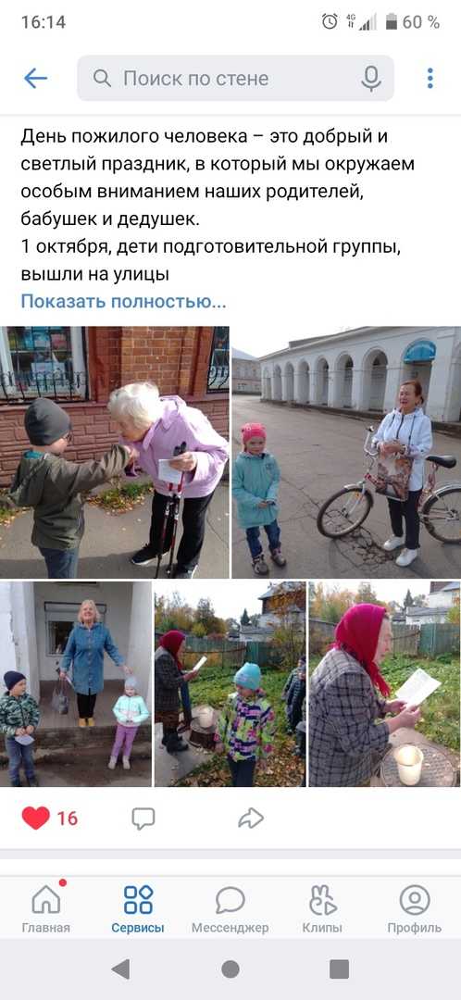 16:14
4G
60 %
Поиск по стене
День пожилого человека – это добрый и
светлый праздник, в который мы окружаем
особым вниманием наших родителей,
бабушек и дедушек.
1 октября, дети подготовительной группы,
вышли на улицы
Показать полностью...
16
Главная
Сервисы
Мессенджер
Клипы
Профиль